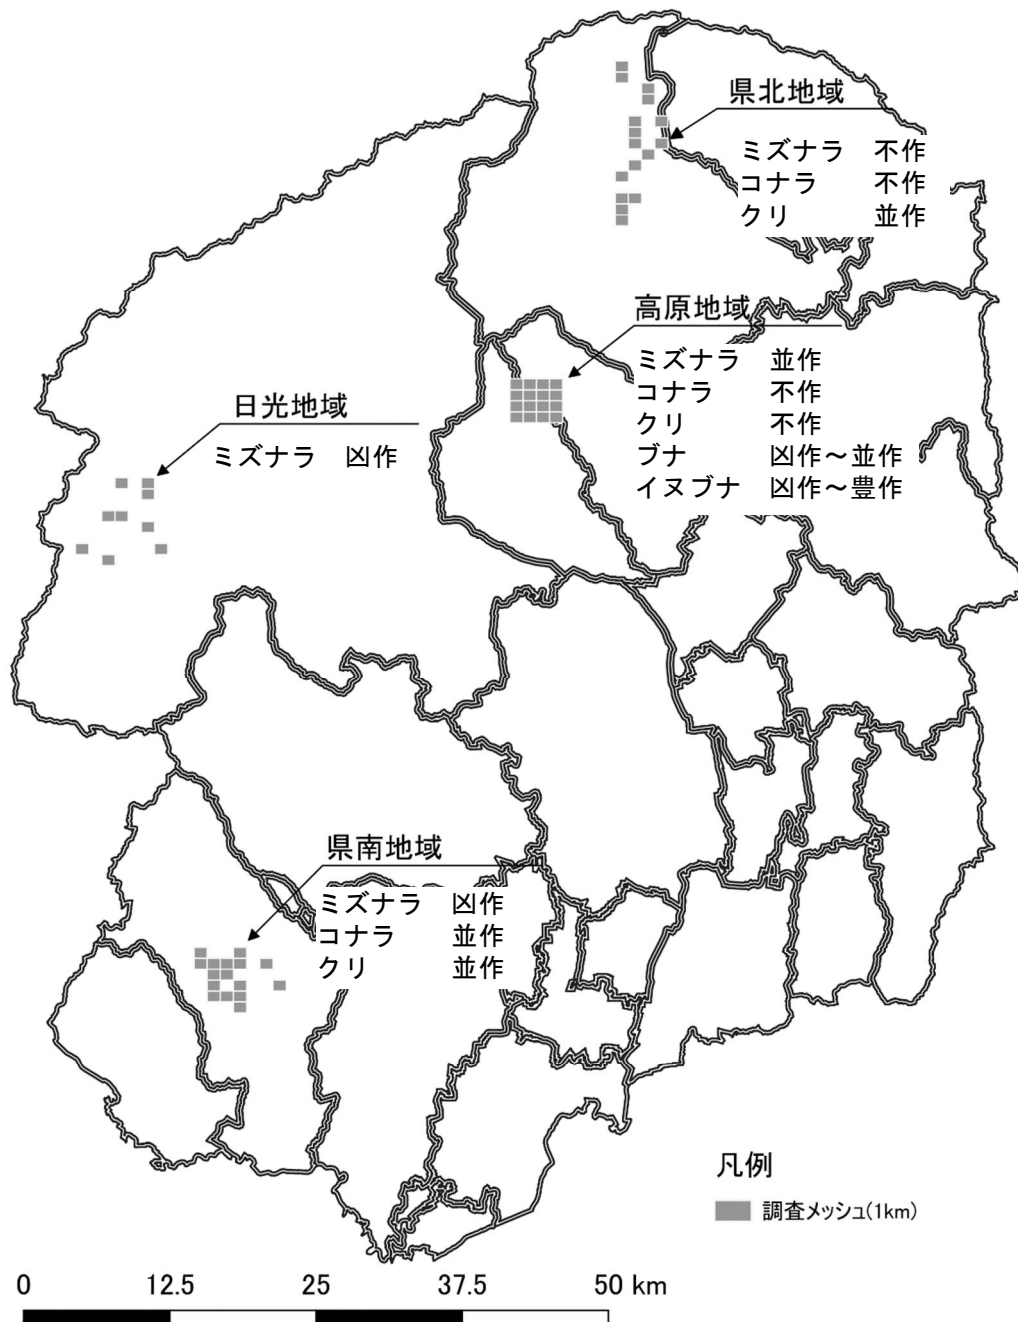 県北地域
ミズナラ 不作
コナラ 不作
クリ 並作
高原地域
ミズナラ 並作
コナラ 不作
クリ 不作
ブナ 凶作～並作
イヌブナ 凶作～豊作
日光地域
ミズナラ 凶作
県南地域
ミズナラ 凶作
コナラ 並作
クリ 並作
凡例
調査メッシュ(1km)
0 12.5 25 37.5 50 km